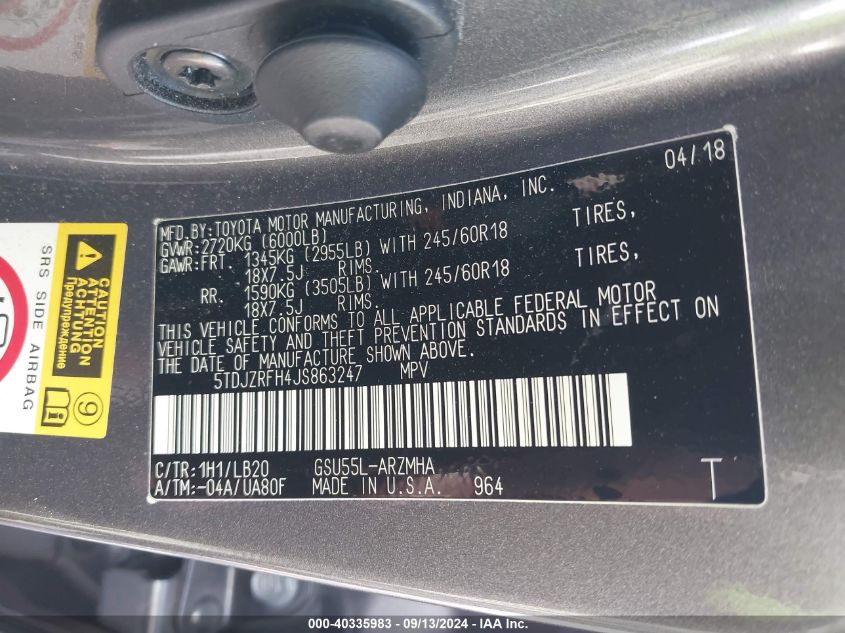 04/18
MFD.BY:TOYOTA MOTOR MANUFACTURING, INDIANA, INC.
GVWR:2720KG (6000LB)
GAWR:FRT. 1345KG (2955LB) WITH 245/60R18 TIRES,
18X7.5J RIMS.
RR. 1590KG (3505LB) WITH 245/60R18 TIRES,
18X7.5J RIMS.
THIS VEHICLE CONFORMS TO ALL APPLICABLE FEDERAL MOTOR
VEHICLE SAFETY AND THEFT PREVENTION STANDARDS IN EFFECT ON
THE DATE OF MANUFACTURE SHOWN ABOVE.
5TDJZRFH4JS863247 MPV
C/TR:1H1/LB20 GSU55L-ARZMHA
A/TM:-04A/UA80F MADE IN U.S.A. 964
T
SRS SIDE AIRBAG
CAUTION
ATTENTION
ACHTUNG
Предупреждение
9
000-40335983 - 09/13/2024 - IAA Inc.